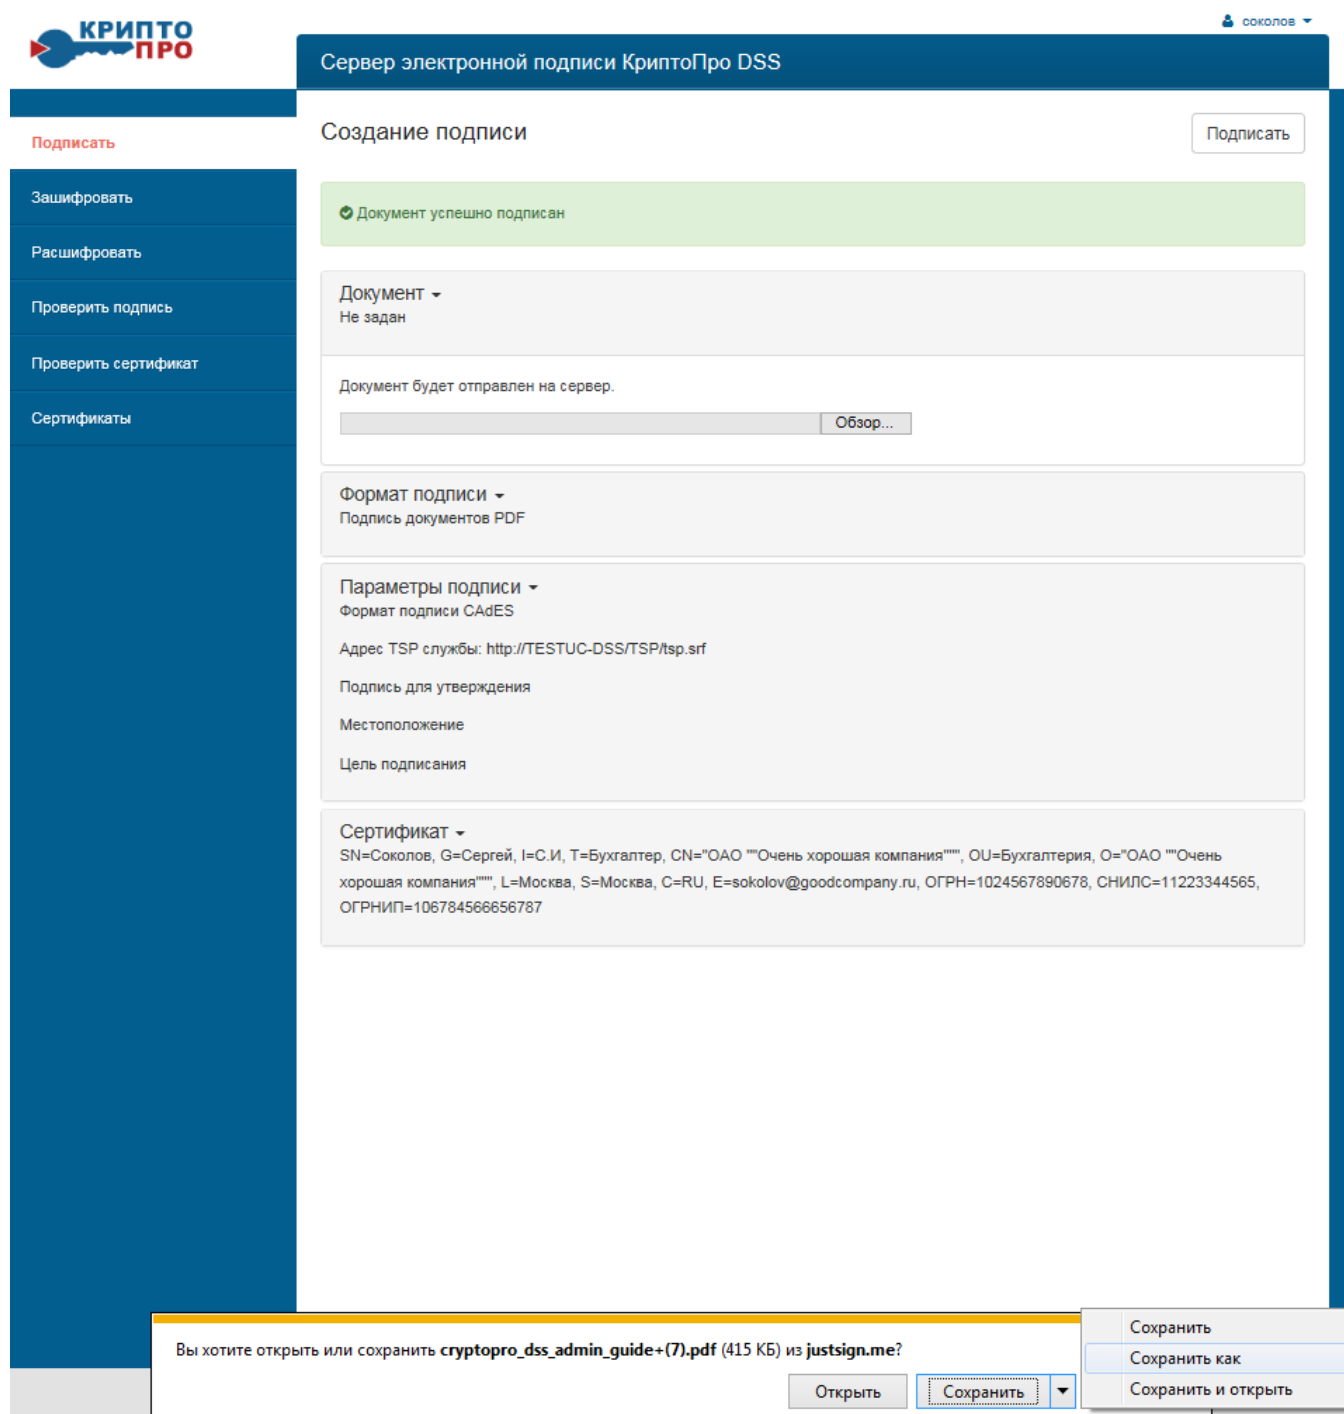 КРИПТО
ПРО
соколов
Сервер электронной подписи КриптоПро DSS
Подписать
Зашифровать
Расшифровать
Проверить подпись
Проверить сертификат
Сертификаты
Создание подписи
Подписать
Документ успешно подписан
Документ
Не задан
Документ будет отправлен на сервер.
Обзор...
Формат подписи
Подпись документов PDF
Параметры подписи
Формат подписи CAdES
Адрес TSP службы: http://TESTUC-DSS/TSP/tsp.srf
Подпись для утверждения
Местоположение
Цель подписания
Сертификат
SN=Соколов, G=Сергей, I=С.И, T=Бухгалтер, CN="ОАО ""Очень хорошая компания""", OU=Бухгалтерия, O="ОАО ""Очень
хорошая компания""", L=Москва, S=Москва, C=RU, E=sokolov@goodcompany.ru, ОГРН=1024567890678, СНИЛС=11223344565,
ОГРНИП=106784566656787
Вы хотите открыть или сохранить cryptopro_dss_admin_guide+(7).pdf (415 КБ) из justsign.me?
Открыть
Сохранить
Сохранить
Сохранить как
Сохранить и открыть